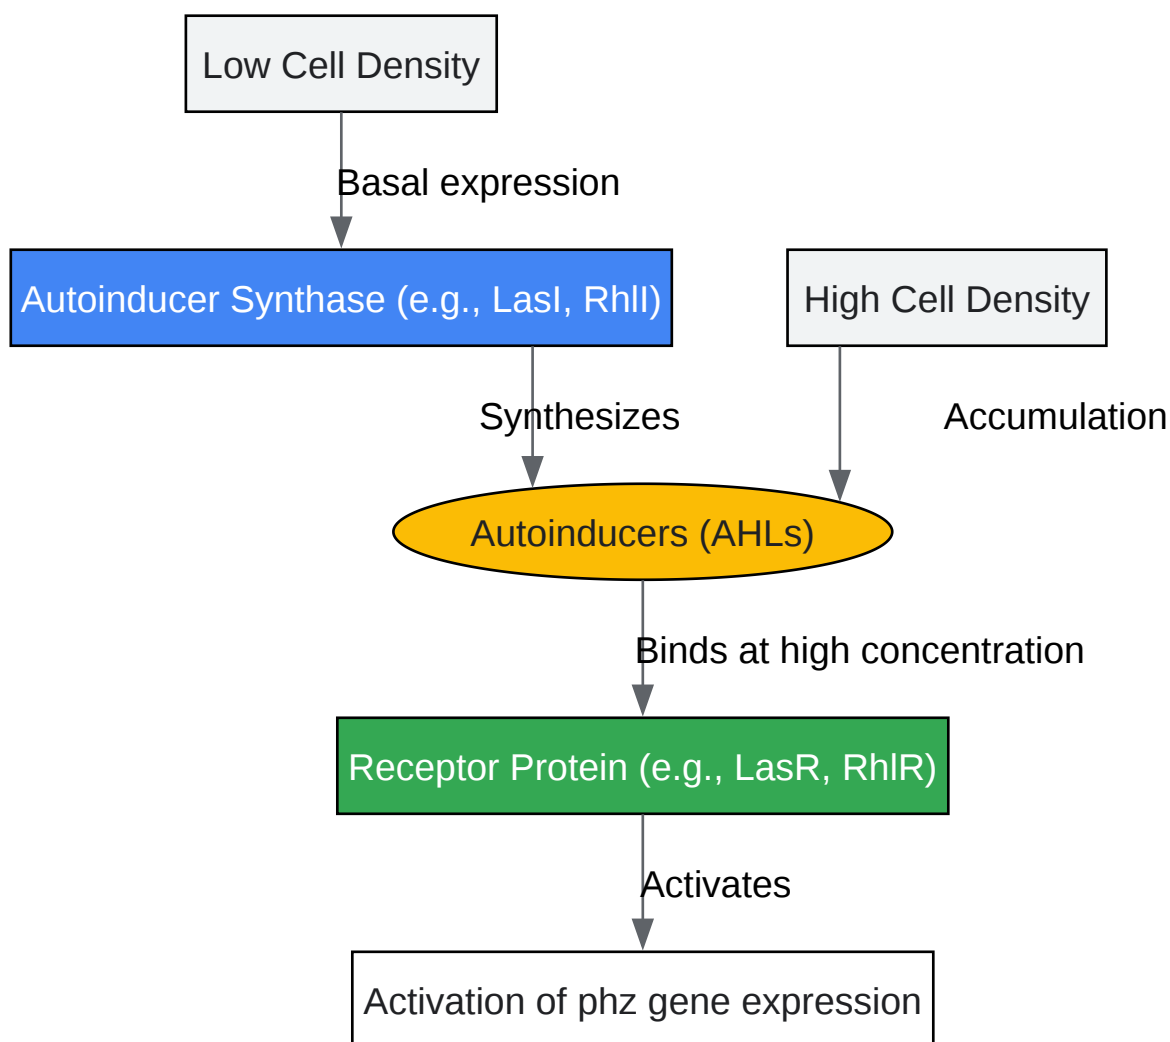 Low Cell Density
Basal expression
Autoinducer Synthase (e.g., LasI, RhlI)
High Cell Density
Synthesizes
Accumulation
Autoinducers (AHLs)
Binds at high concentration
Receptor Protein (e.g., LasR, RhlR)
Activates
Activation of phz gene expression